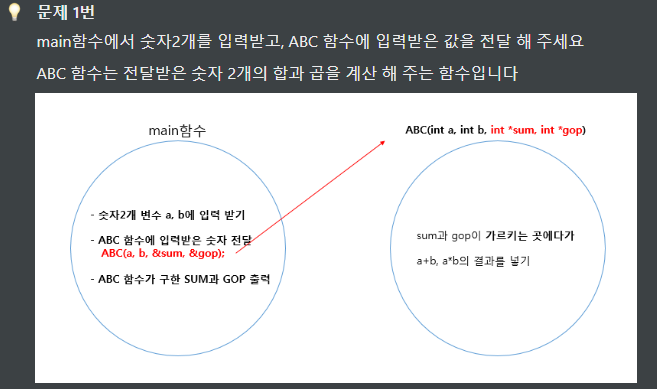 문제 1번
main함수에서 숫자2개를 입력받고, ABC 함수에 입력받은 값을 전달 해 주세요
ABC 함수는 전달받은 숫자 2개의 합과 곱을 계산 해 주는 함수입니다
main함수
- 숫자2개 변수 a, b에 입력 받기
- ABC 함수에 입력받은 숫자 전달
ABC(a, b, &sum, &gop);
- ABC 함수가 구한 SUM과 GOP 출력
ABC(int a, int b, int *sum, int *gop)
sum과 gop이 가르키는 곳에다가
a+b, a*b의 결과를 넣기